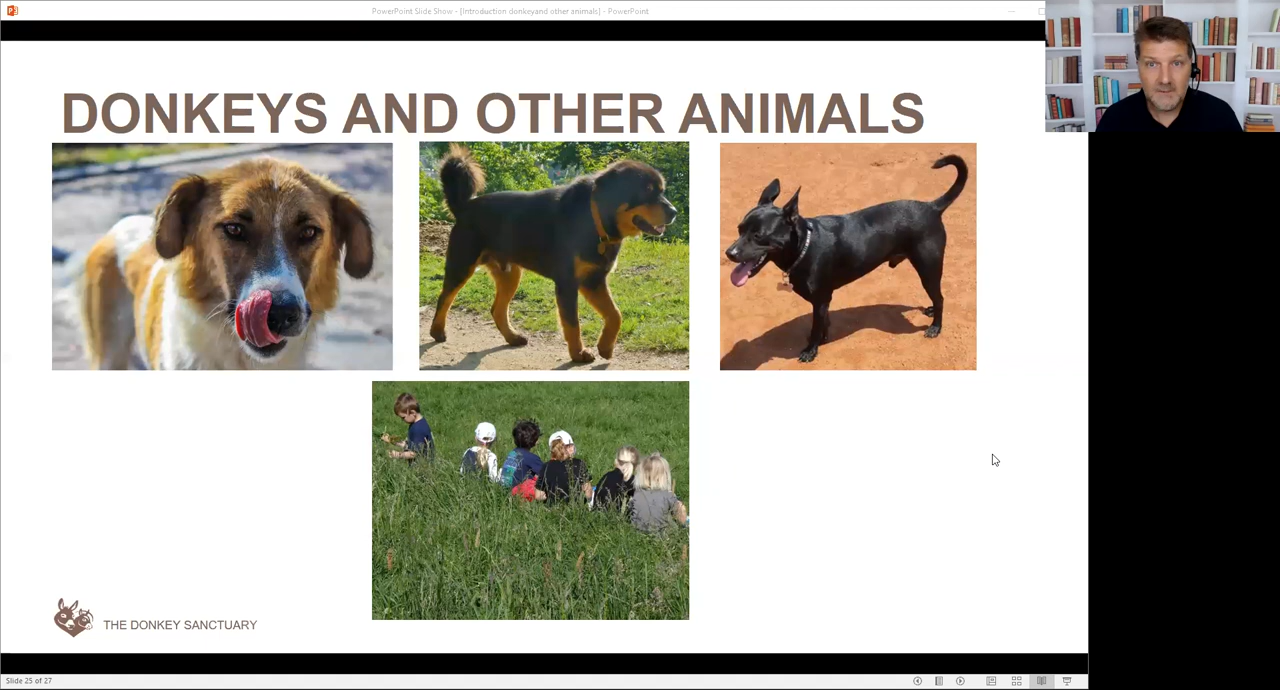 PowerPoint Slide Show - [Introduction donkeyand other animals] - PowerPoint
DONKEYS AND OTHER ANIMALS
THE DONKEY SANCTUARY
Slide 25 of 27